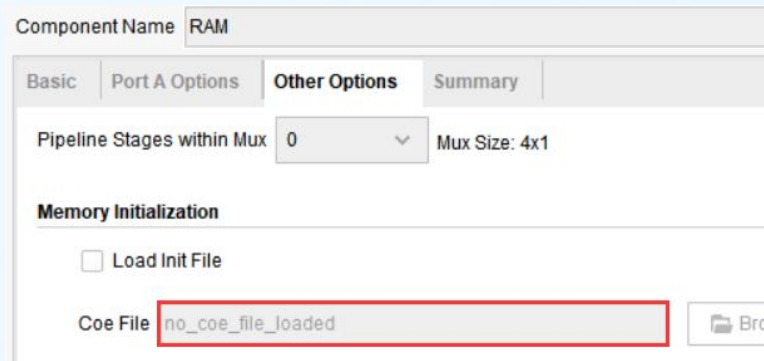 Component Name RAM
Basic Port A Options Other Options Summary
Pipeline Stages within Mux 0 Mux Size: 4x1
Memory Initialization
Load Init File
Coe File no_coe_file_loaded Bro